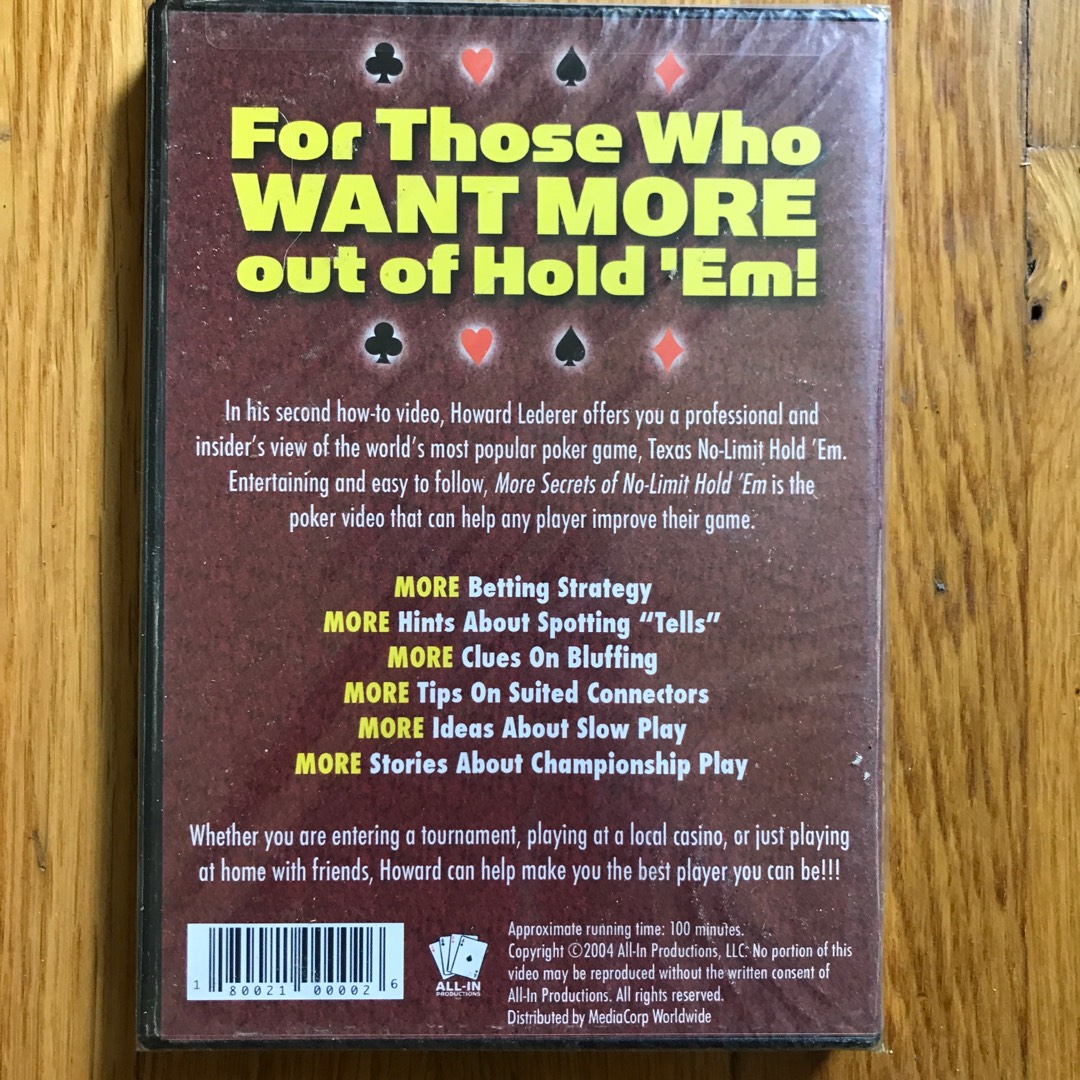 For Those Who
WANT MORE
out of Hold 'Em!
In his second how-to video, Howard Lederer offers you a professional and
insider's view of the world's most popular poker game, Texas No-Limit Hold 'Em.
Entertaining and easy to follow, More Secrets of No-Limit Hold 'Em is the
poker video that can help any player improve their game.
MORE Betting Strategy
MORE Hints About Spotting “Tells”
MORE Clues On Bluffing
MORE Tips On Suited Connectors
MORE Ideas About Slow Play
MORE Stories About Championship Play
Whether you are entering a tournament, playing at a local casino, or just playing
at home with friends, Howard can help make you the best player you can be!!!
1 80021 00002 6
ALL-IN
PRODUCTIONS
Approximate running time: 100 minutes.
Copyright ©2004 All-In Productions, LLC. No portion of this
video may be reproduced without the written consent of
All-In Productions. All rights reserved.
Distributed by MediaCorp Worldwide